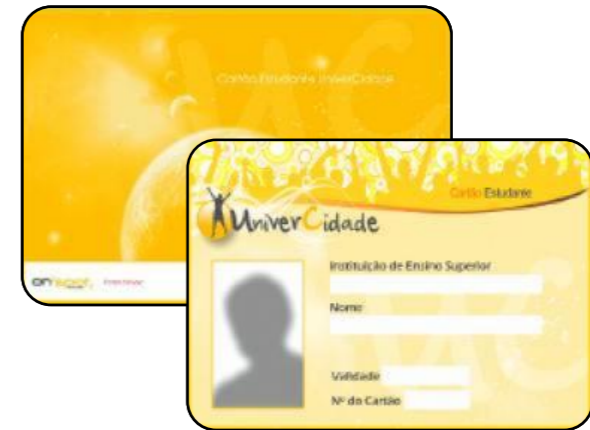 Cartão Estudante UniverCidade
Cartão Estudante
UniverCidade
Instituição de Ensino Superior
Nome
Validade
Nº do Cartão